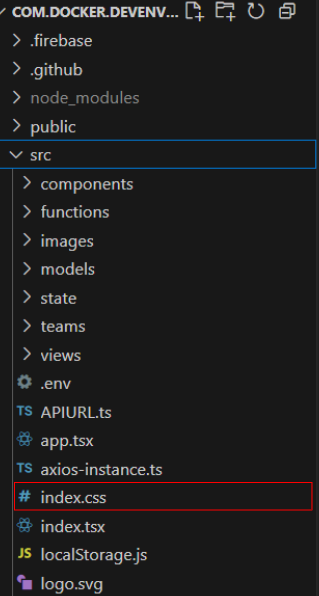 COM.DOCKER.DEVENV...
.firebase
.github
node_modules
public
src
components
functions
images
models
state
teams
views
.env
TS APIURL.ts
app.tsx
TS axios-instance.ts
# index.css
index.tsx
JS localStorage.js
logo.svg